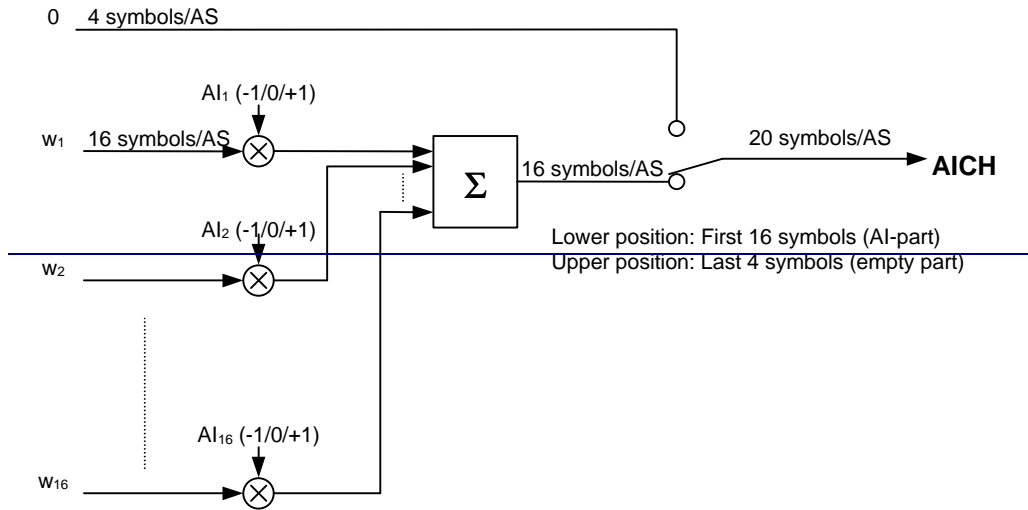 0 4 symbols/AS
AI₁ (-1/0/+1)
w₁ 16 symbols/AS
20 symbols/AS
Σ
16 symbols/AS
AICH
AI₂ (-1/0/+1)
Lower position: First 16 symbols (AI-part)
w₂
Upper position: Last 4 symbols (empty part)
AI₁₆ (-1/0/+1)
w₁₆